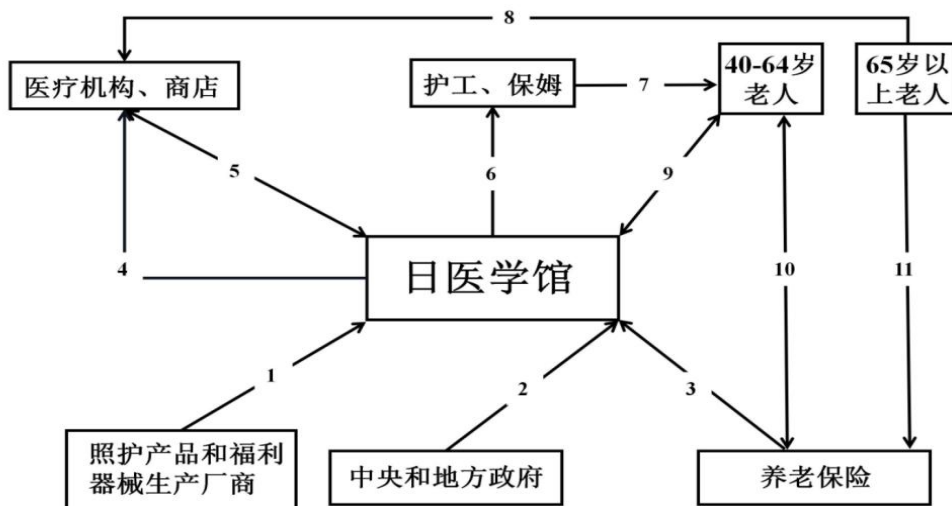 8
医疗机构、商店
护工、保姆
7
40-64岁
老人
65岁以
上老人
5
6
9
4
日医学馆
10
11
1
2
3
照护产品和福利
器械生产厂商
中央和地方政府
养老保险